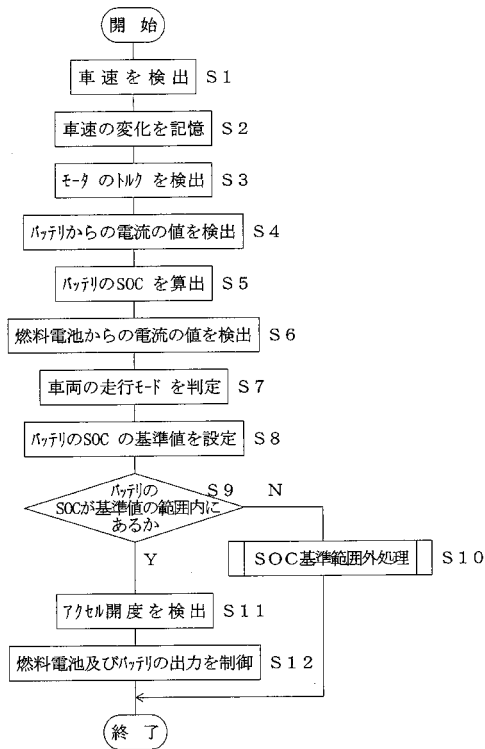 開 始
車 速 を 検 出 S1
車速の変化を記憶 S2
ﾓｰﾀ のﾄﾙｸ を検出 S3
ﾊﾞｯﾃﾘからの電流の値を検出 S4
ﾊﾞｯﾃﾘのSOC を算出 S5
燃料電池からの電流の値を検出 S6
車両の走行ﾓｰﾄﾞ を判定 S7
ﾊﾞｯﾃﾘのSOC の基準値を設定 S8
ﾊﾞｯﾃﾘの S9 N
SOCが基準値の範囲内に
あるか
Y
SOC基準範囲外処理 S10
ｱｸｾﾙ 開度を検出 S11
燃料電池及びﾊﾞｯﾃﾘの出力を制御 S12
終 了